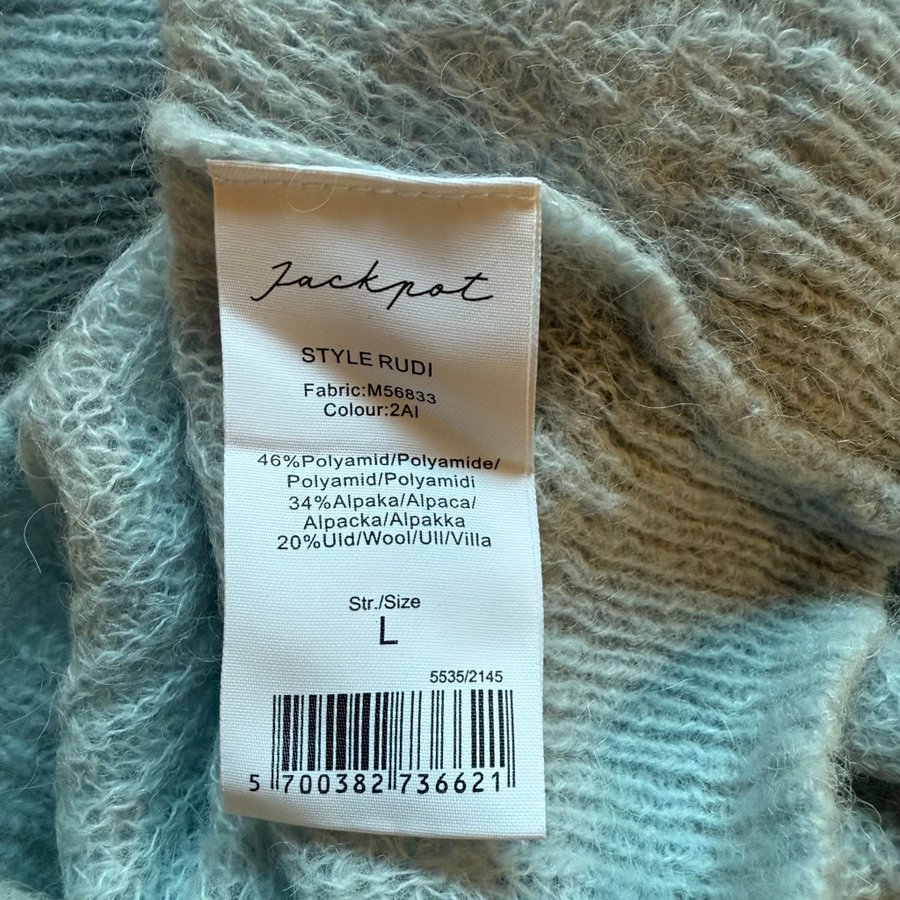 Jackpot
STYLE RUDI
Fabric:M56833
Colour:2AI
46%Polyamid/Polyamide/
Polyamid/Polyamidi
34%Alpaka/Alpaca/
Alpacka/Alpakka
20%Uld/Wool/Ull/Villa
Str./Size
L
5535/2145
5 700382 736621